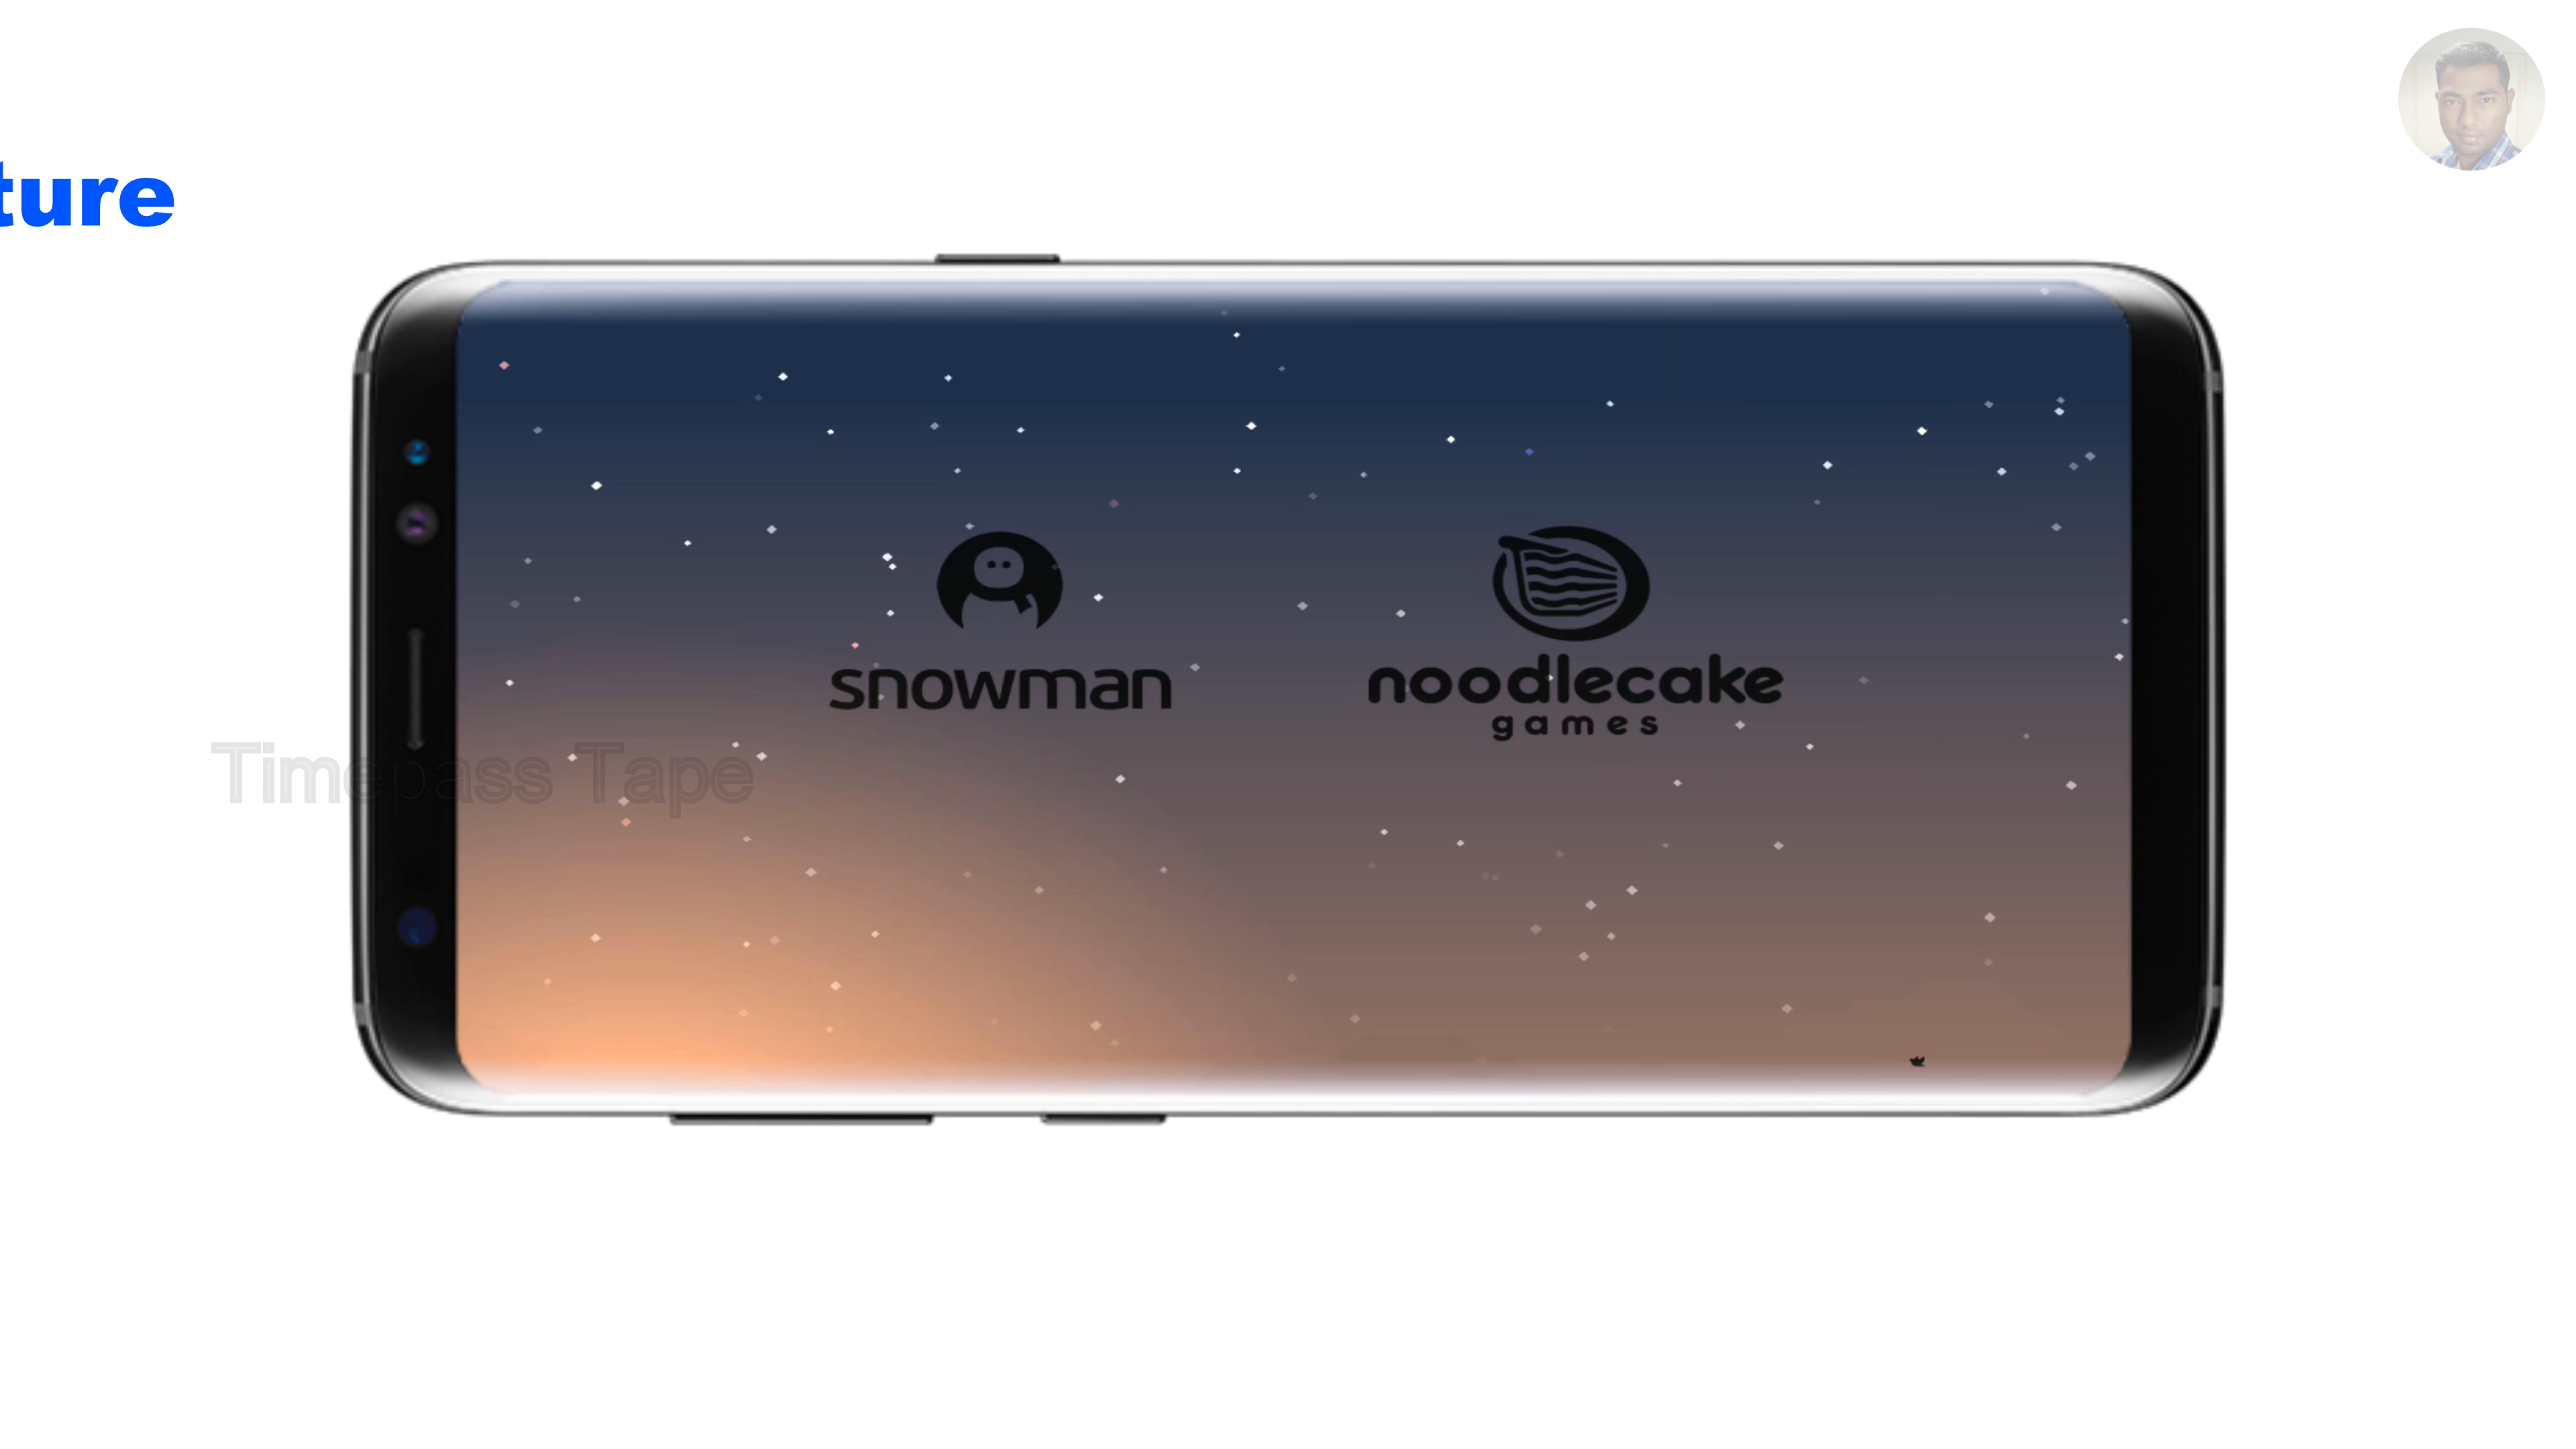 ture
snowman
noodlecake
games
Timepass Tape